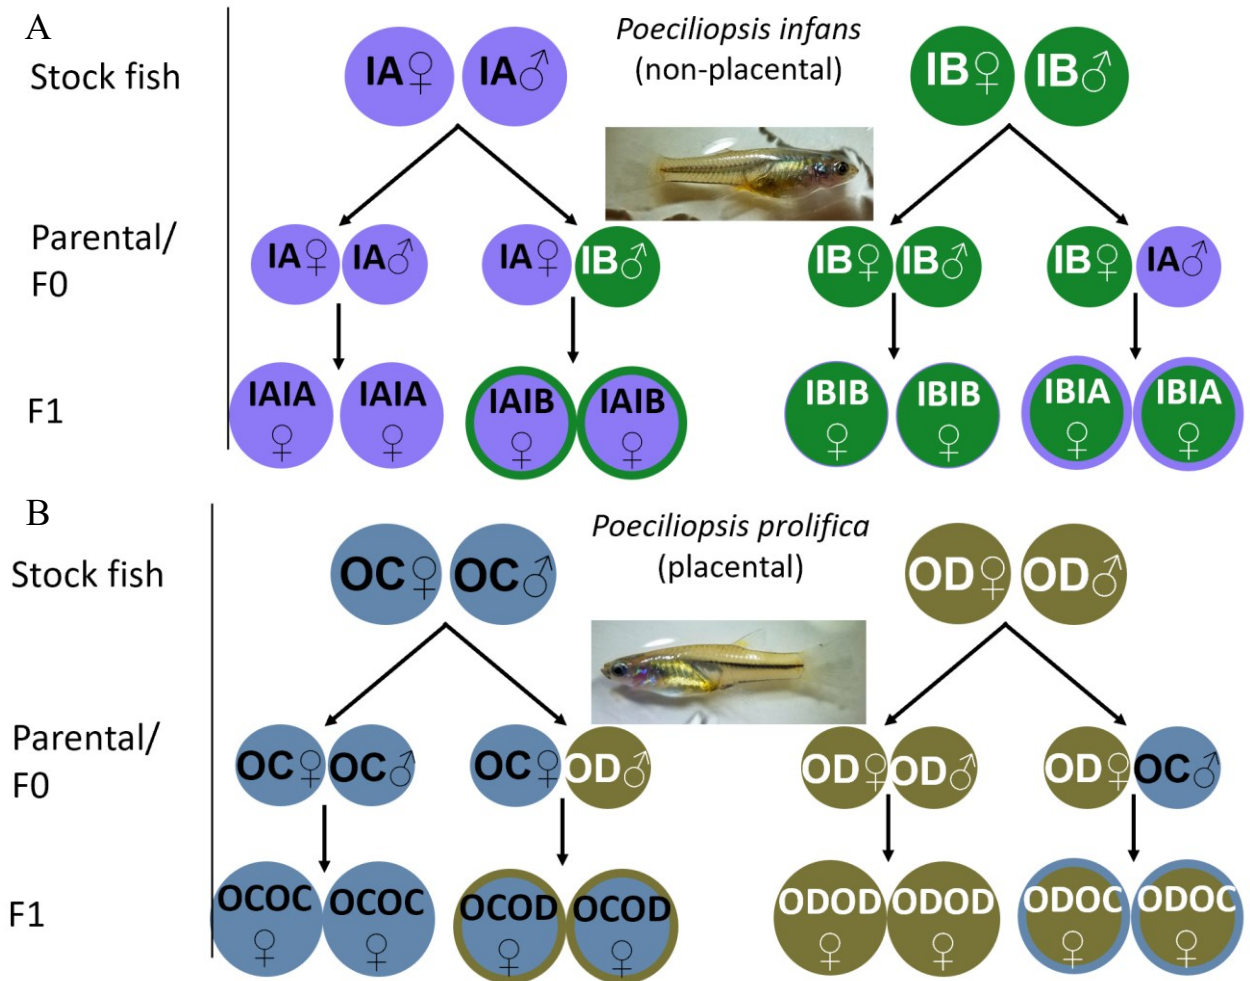 A
Stock fish
IA♀ IA♂
Poeciliopsis infans
(non-placental)
IB♀ IB♂
Parental/
F0
IA♀ IA♂ IA♀ IB♂ IB♀ IB♂ IB♀ IA♂
F1
IAIA IAIA IAIB IAIB IBIB IBIB IBIA IBIA
♀ ♀ ♀ ♀ ♀ ♀ ♀ ♀
B
Stock fish
OC♀ OC♂
Poeciliopsis prolifica
(placental)
OD♀ OD♂
Parental/
F0
OC♀ OC♂ OC♀ OD♂ OD♀ OD♂ OD♀ OC♂
F1
OCOC OCOC OCOD OCOD ODOD ODOD ODOC ODOC
♀ ♀ ♀ ♀ ♀ ♀ ♀ ♀